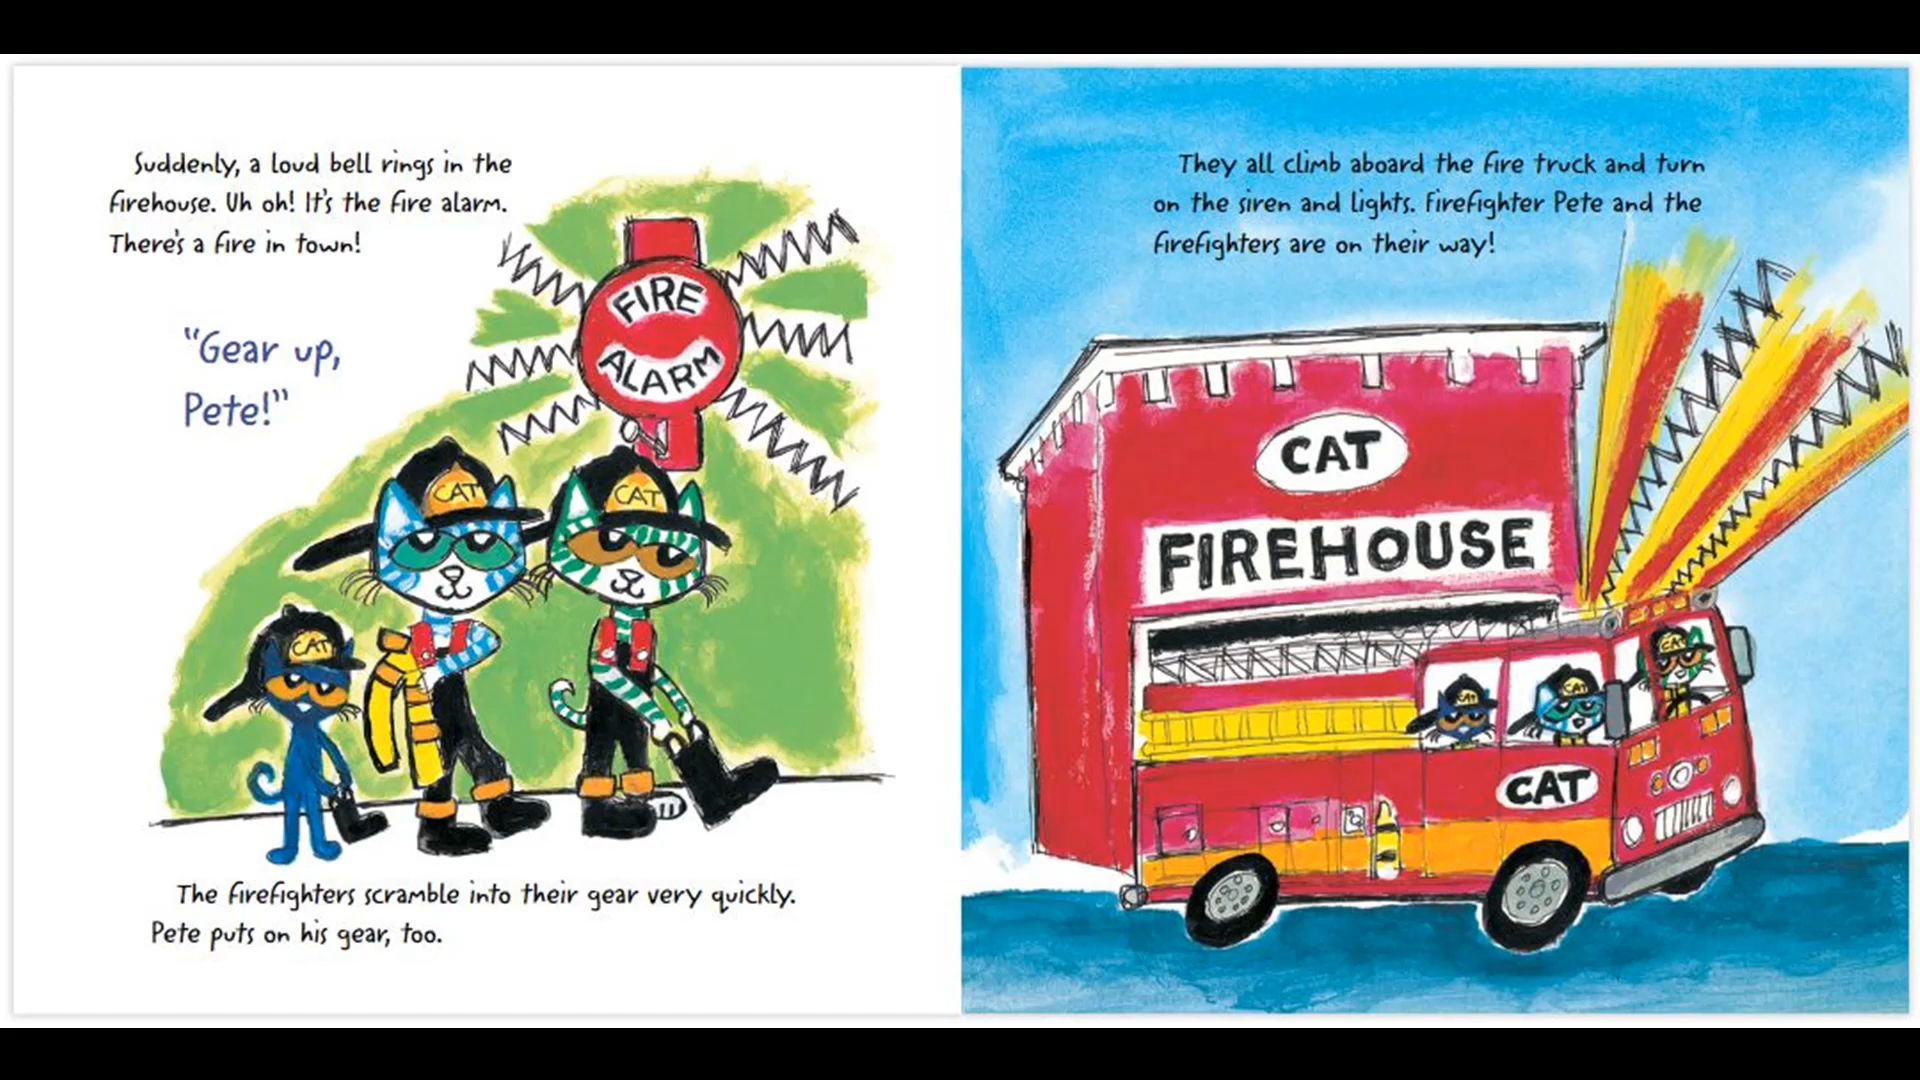 Suddenly, a loud bell rings in the
firehouse. Uh oh! It's the fire alarm.
There's a fire in town!
"Gear up,
Pete!"
FIRE
ALARM
CAT
CAT
CAT
The firefighters scramble into their gear very quickly.
Pete puts on his gear, too.
They all climb aboard the fire truck and turn
on the siren and lights. Firefighter Pete and the
firefighters are on their way!
CAT
FIREHOUSE
CAT
CAT
CAT
CAT